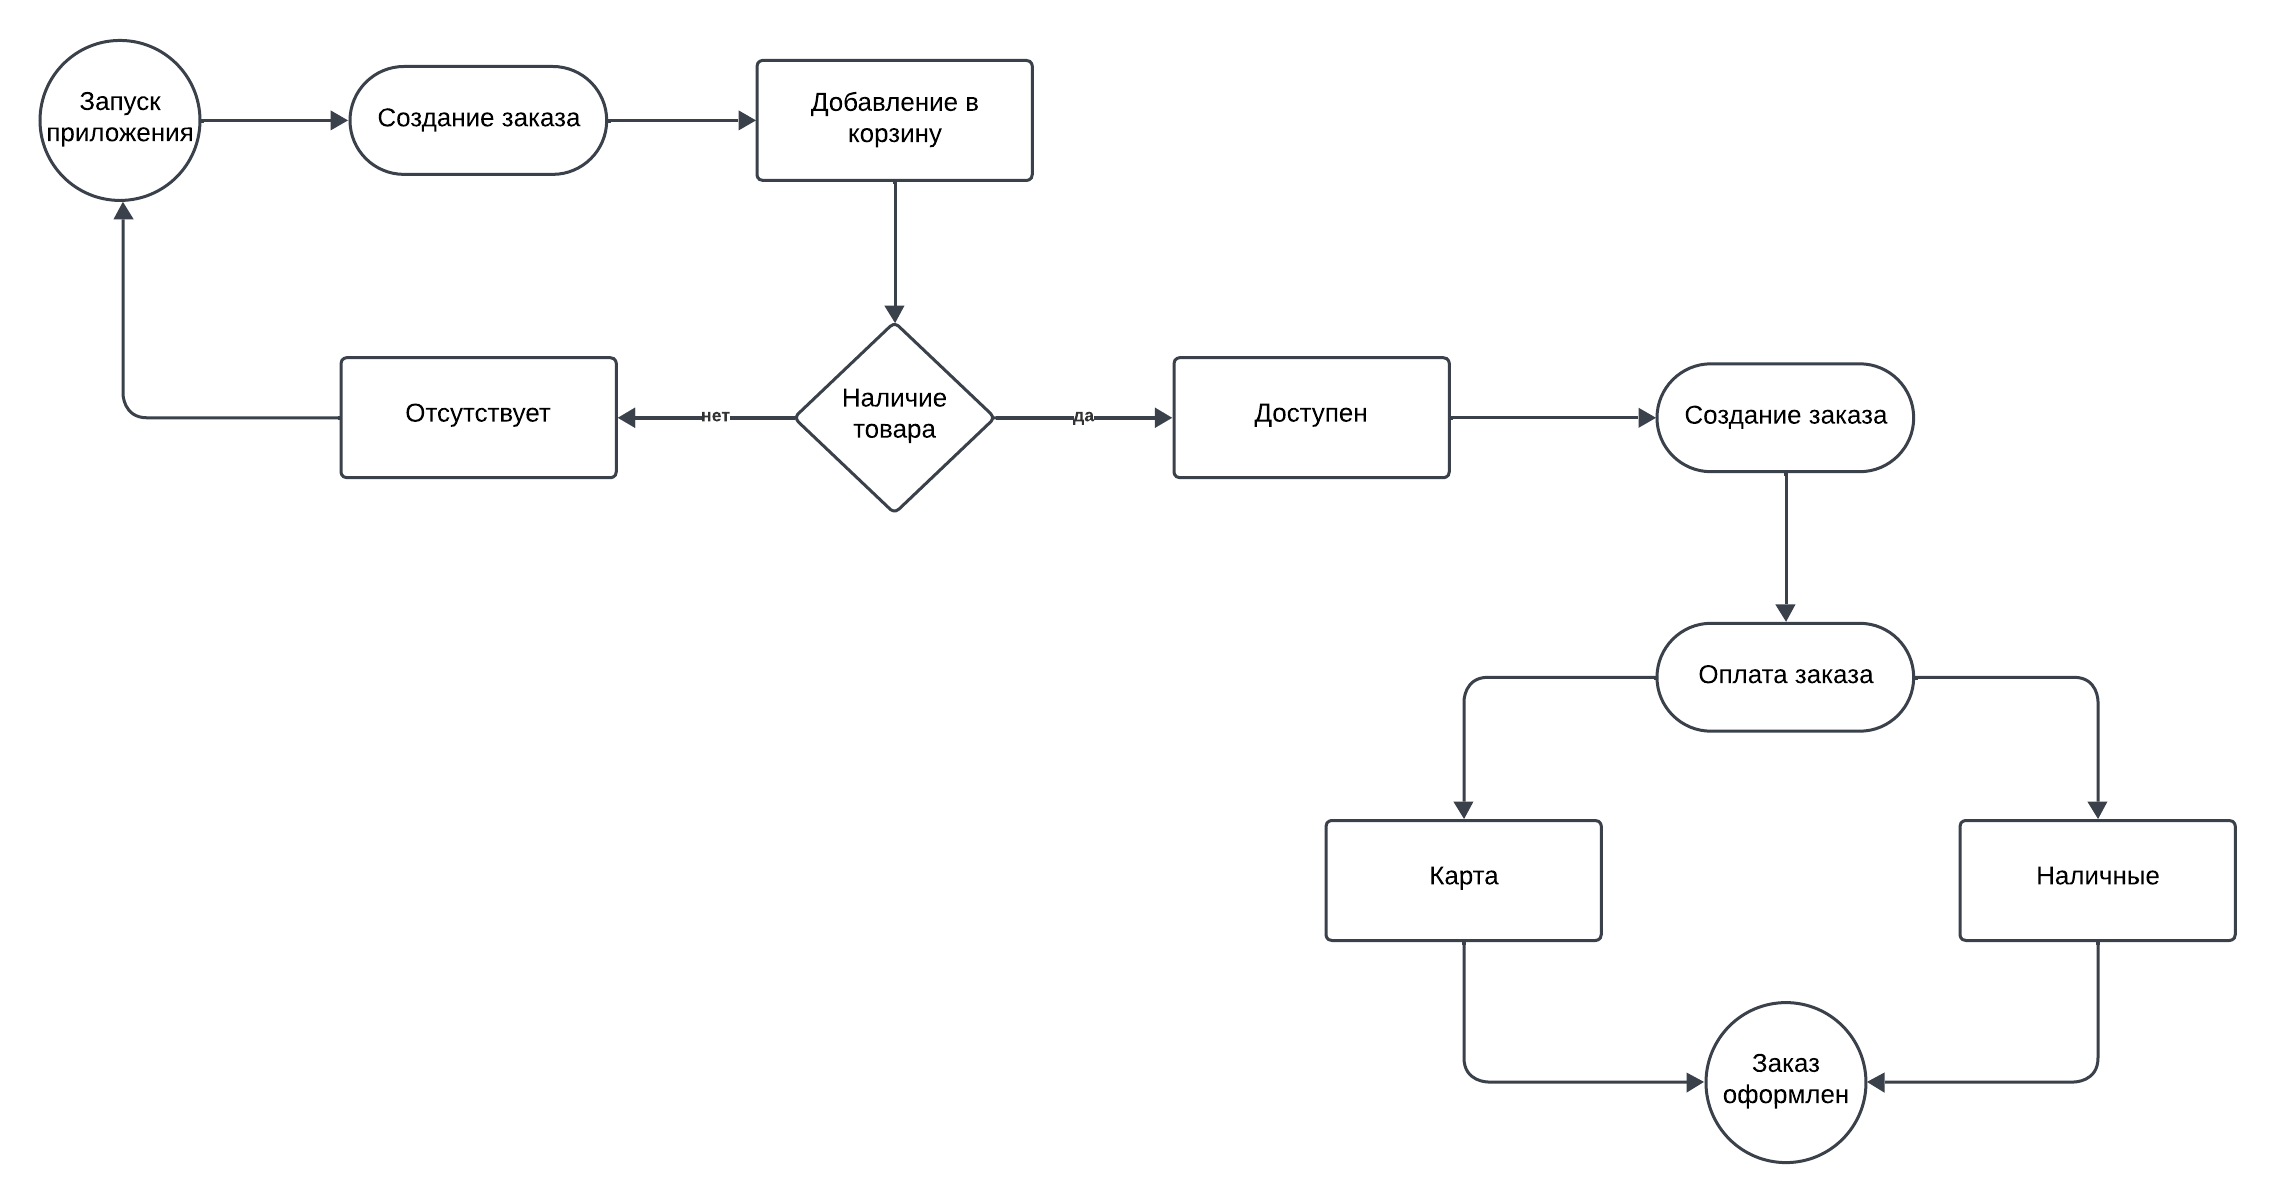 Запуск
приложения
Создание заказа
Добавление в
корзину
Отсутствует
нет
Наличие
товара
да
Доступен
Создание заказа
Оплата заказа
Карта
Наличные
Заказ
оформлен